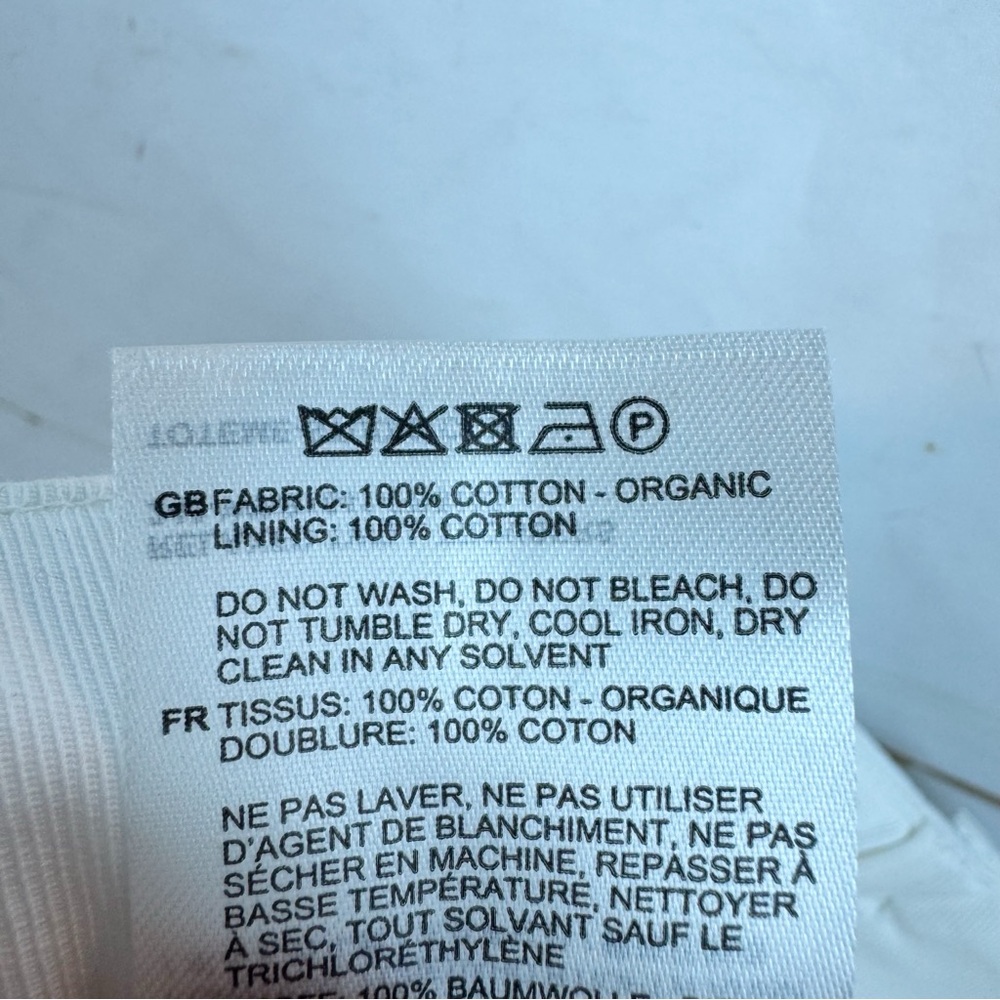 P
GB FABRIC: 100% COTTON - ORGANIC
LINING: 100% COTTON
DO NOT WASH, DO NOT BLEACH, DO
NOT TUMBLE DRY, COOL IRON, DRY
CLEAN IN ANY SOLVENT
FR TISSUS: 100% COTON - ORGANIQUE
DOUBLURE: 100% COTON
NE PAS LAVER, NE PAS UTILISER
D'AGENT DE BLANCHIMENT, NE PAS
SÉCHER EN MACHINE, REPASSER À
BASSE TEMPÉRATURE, NETTOYER
À SEC, TOUT SOLVANT SAUF LE
TRICHLORÉTHYLÈNE
100% BAUMWOLLE